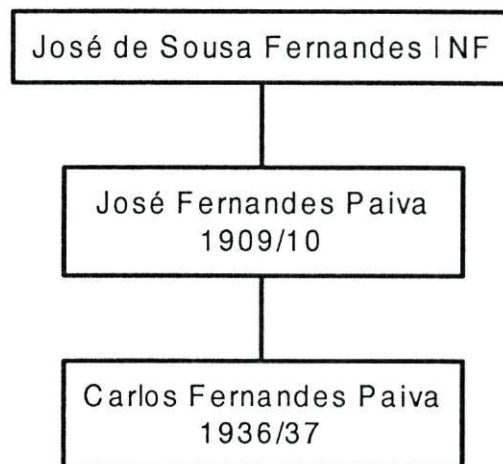 José de Sousa Fernandes INF
José Fernandes Paiva
1909/10
Carlos Fernandes Paiva
1936/37